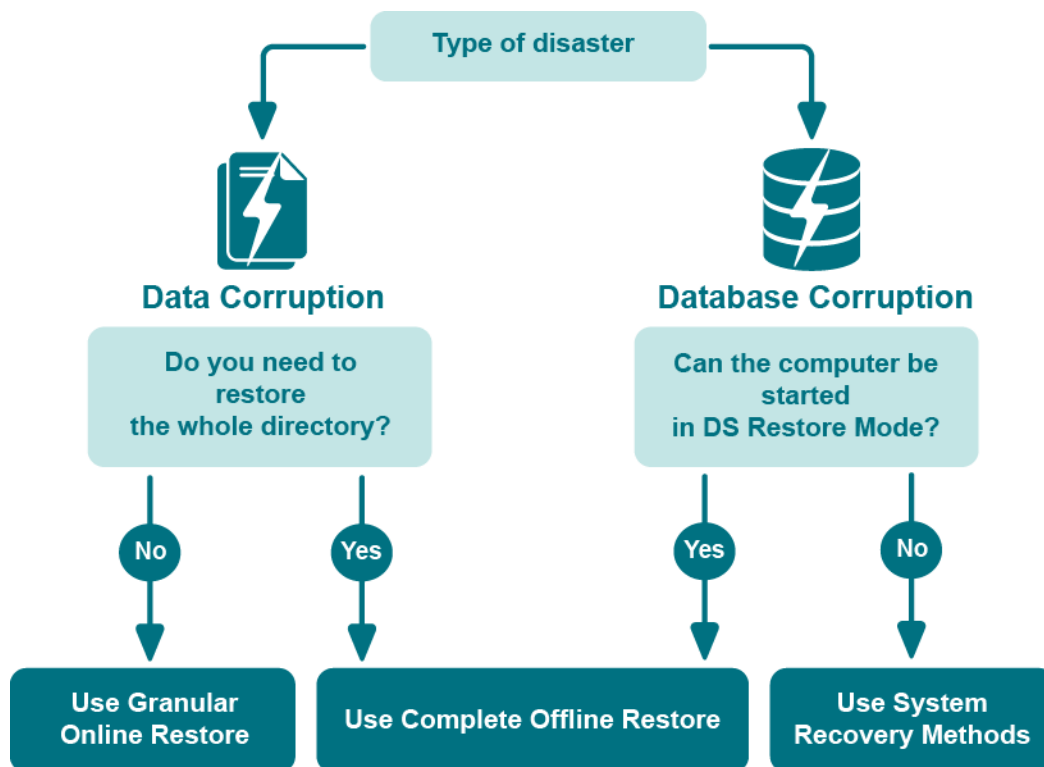 Type of disaster
Data Corruption
Do you need to
restore
the whole directory?
No
Yes
Use Granular
Online Restore
Database Corruption
Can the computer be
started
in DS Restore Mode?
Yes
No
Use Complete Offline Restore
Use System
Recovery Methods